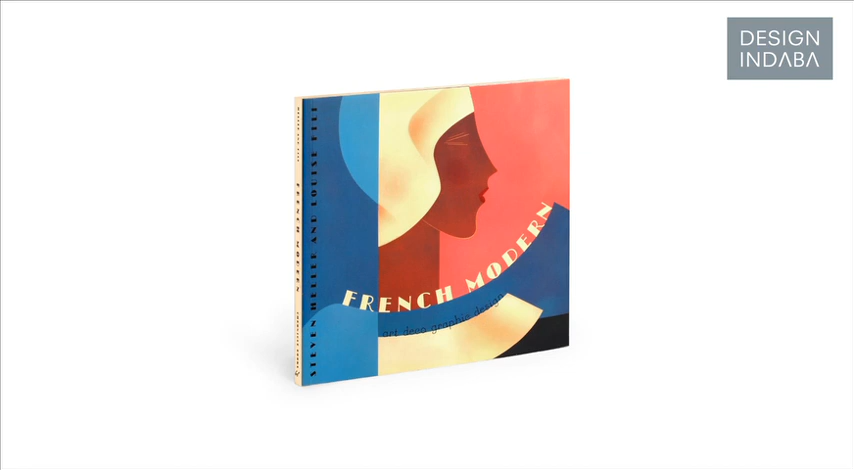 DESIGN
INDABA
STEVEN HELLER AND LOUISE FILI
FRENCH MODERN
FRENCH MODERN
art deco graphic design